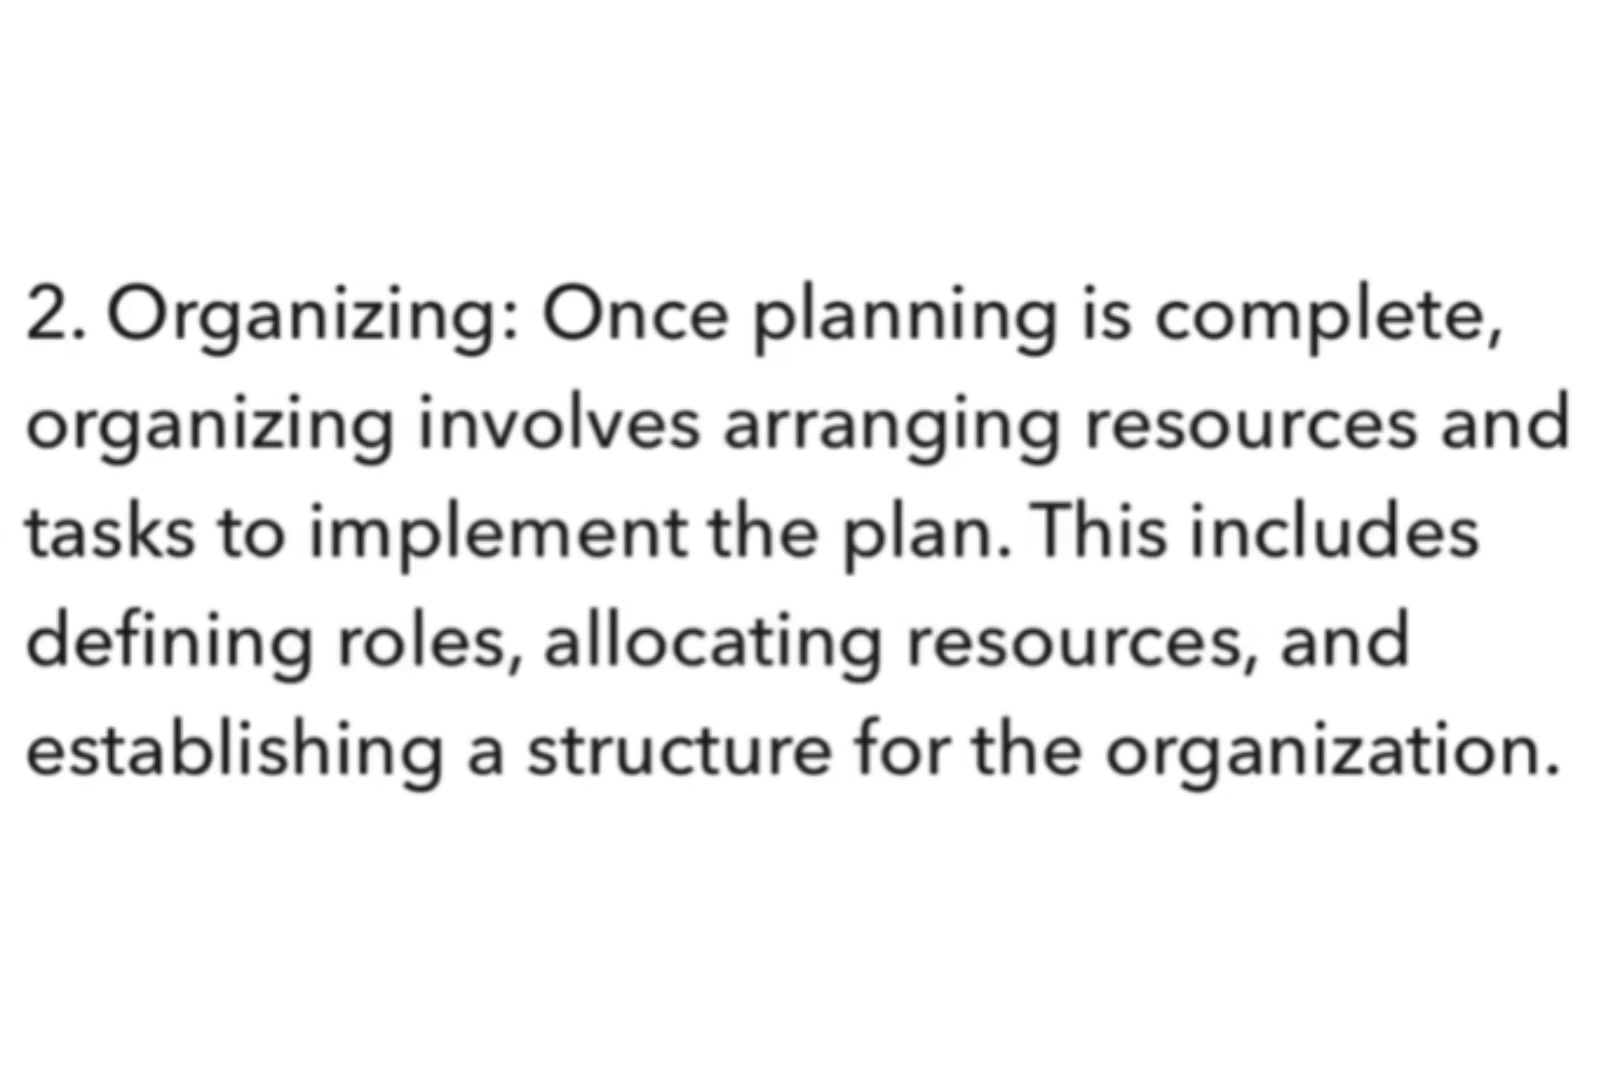 2. Organizing: Once planning is complete,
organizing involves arranging resources and
tasks to implement the plan. This includes
defining roles, allocating resources, and
establishing a structure for the organization.